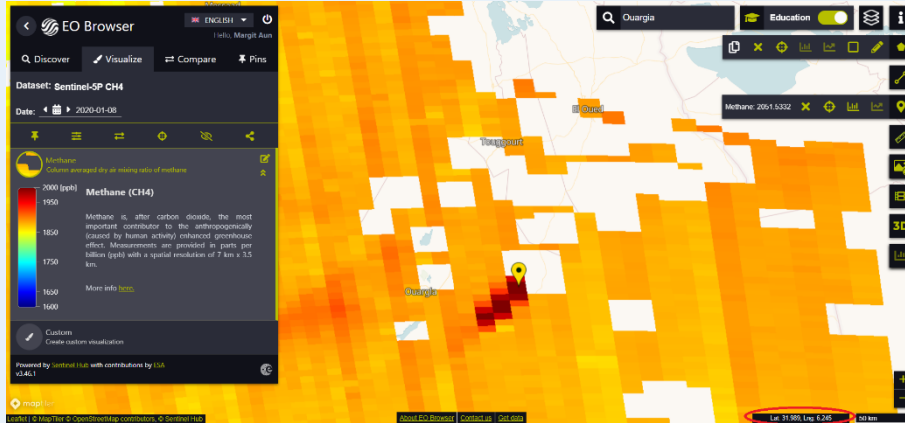 EO Browser
ENGLISH
Hello, Margit Aun
Discover
Visualize
Compare
Pins
Dataset: Sentinel-5P CH4
Date: 2020-01-08
Methane
Column averaged dry air mixing ratio of methane
2000 [ppb]
1950
1850
1750
1650
1600
Methane (CH4)
Methane is, after carbon dioxide, the most
important contributor to the anthropogenically
(caused by human activity) enhanced greenhouse
effect. Measurements are provided in parts per
billion (ppb) with a spatial resolution of 7 km x 3.5
km.
More info here.
Custom
Create custom visualization
Powered by Sentinel Hub with contributions by ESA
v3.46.1
Leaflet | © MapTiler © OpenStreetMap contributors, © Sentinel Hub
Ouargia
Education
Methane: 2051.5332
3D
El Oued
Touggourt
Ouargla
About EO Browser
Contact us
Get data
Lat: 31.989, Lng: 6.245
50 km